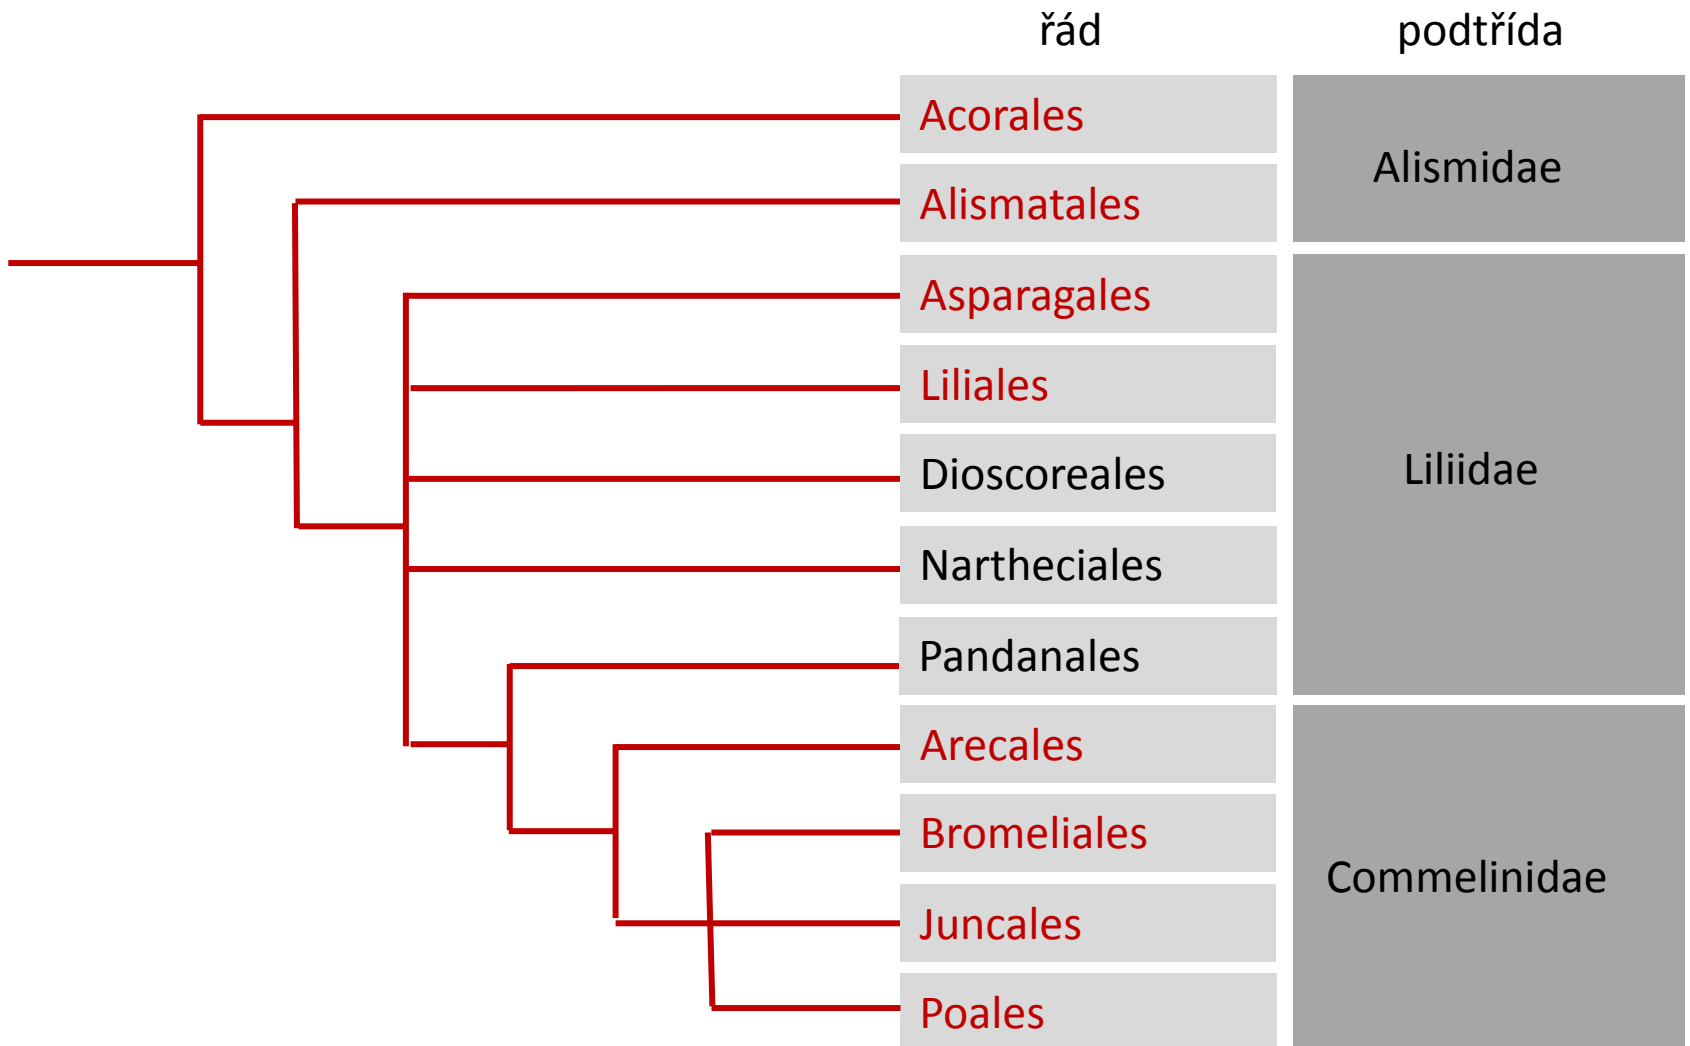 řád podtřída
Acorales
Alismidae
Alismatales
Asparagales
Liliales
Dioscoreales
Liliidae
Nartheciales
Pandanales
Arecales
Bromeliales
Commelinidae
Juncales
Poales